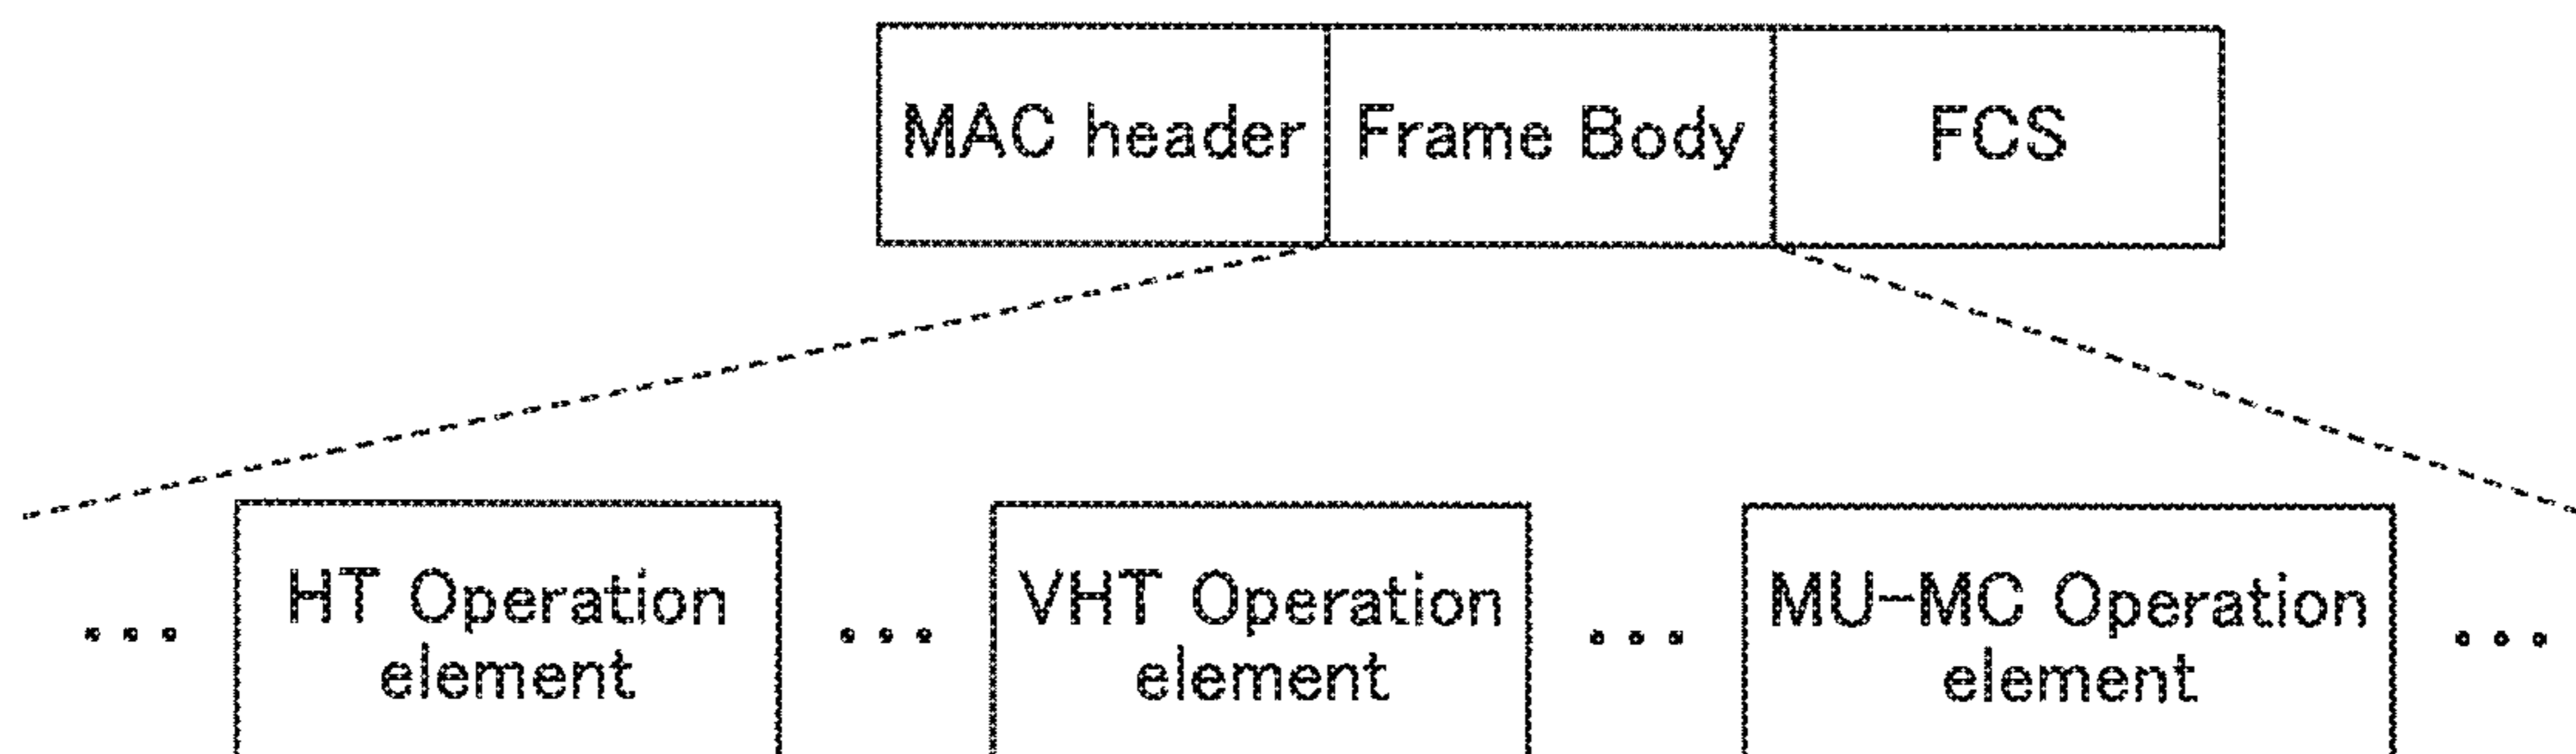 MAC header Frame Body FCS
... HT Operation ... VHT Operation ... MU-MC Operation ...
element element element